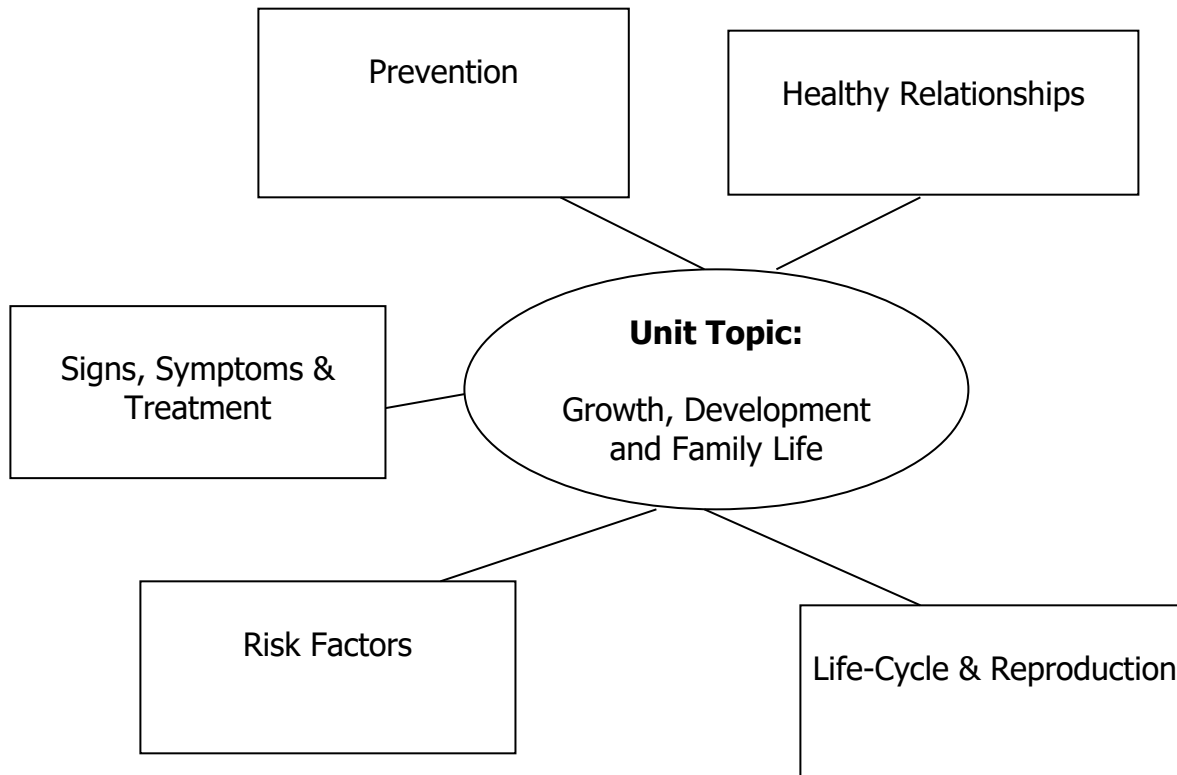 Prevention
Healthy Relationships
Unit Topic:
Growth, Development
and Family Life
Signs, Symptoms &
Treatment
Risk Factors
Life-Cycle & Reproduction